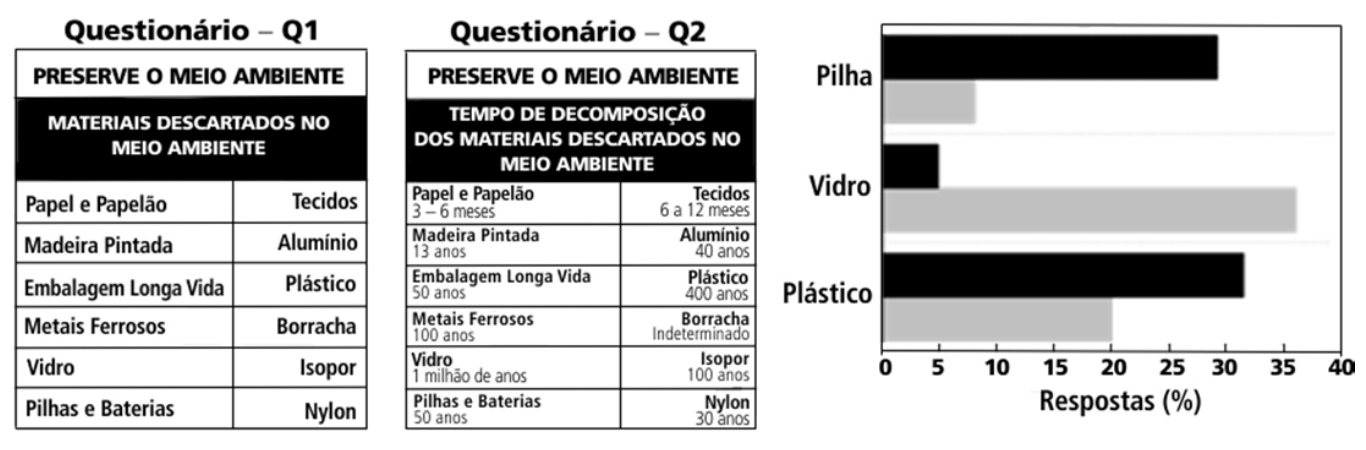 Questionário – Q1
PRESERVE O MEIO AMBIENTE
MATERIAIS DESCARTADOS NO
MEIO AMBIENTE
Papel e Papelão Tecidos
Madeira Pintada Alumínio
Embalagem Longa Vida Plástico
Metais Ferrosos Borracha
Vidro Isopor
Pilhas e Baterias Nylon
Questionário – Q2
PRESERVE O MEIO AMBIENTE
TEMPO DE DECOMPOSIÇÃO
DOS MATERIAIS DESCARTADOS NO
MEIO AMBIENTE
Papel e Papelão Tecidos
3 – 6 meses 6 a 12 meses
Madeira Pintada Alumínio
13 anos 40 anos
Embalagem Longa Vida Plástico
50 anos 400 anos
Metais Ferrosos Borracha
100 anos Indeterminado
Vidro Isopor
1 milhão de anos 100 anos
Pilhas e Baterias Nylon
50 anos 30 anos
Pilha
Vidro
Plástico
0 5 10 15 20 25 30 35 40
Respostas (%)